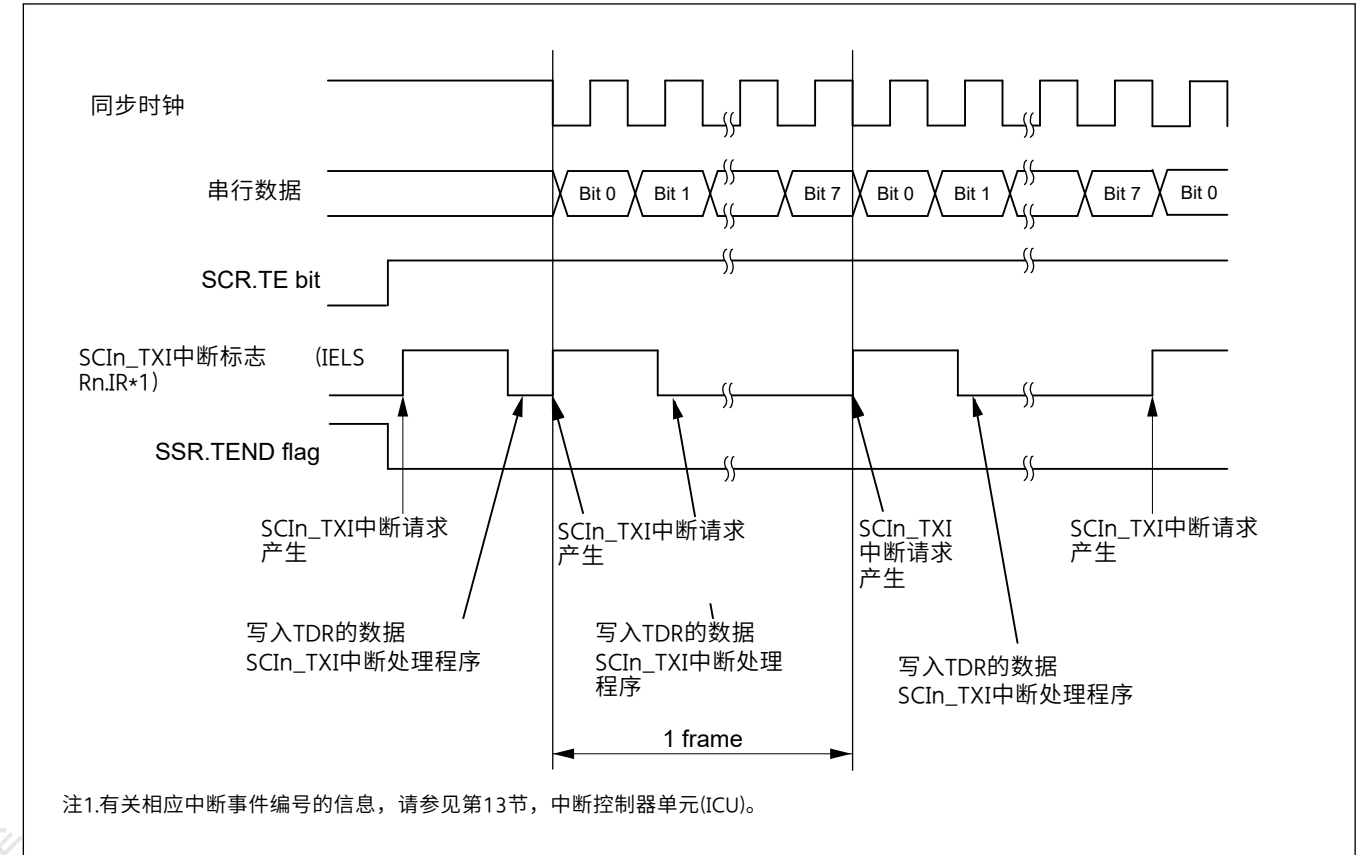 同步时钟
串行数据
Bit 0 Bit 1 Bit 7 Bit 0 Bit 1 Bit 7 Bit 0
SCR.TE bit
SCIn_TXI中断标志 (IELS
Rn.IR*1)
SSR.TEND flag
SCIn_TXI中断请求
产生
SCIn_TXI中断请求
产生
SCIn_TXI
中断请求
产生
SCIn_TXI中断请求
产生
写入TDR的数据
SCIn_TXI中断处理程序
写入TDR的数据
SCIn_TXI中断处理
程序
写入TDR的数据
SCIn_TXI中断处理程序
1 frame
注1.有关相应中断事件编号的信息，请参见第13节，中断控制器单元(ICU)。